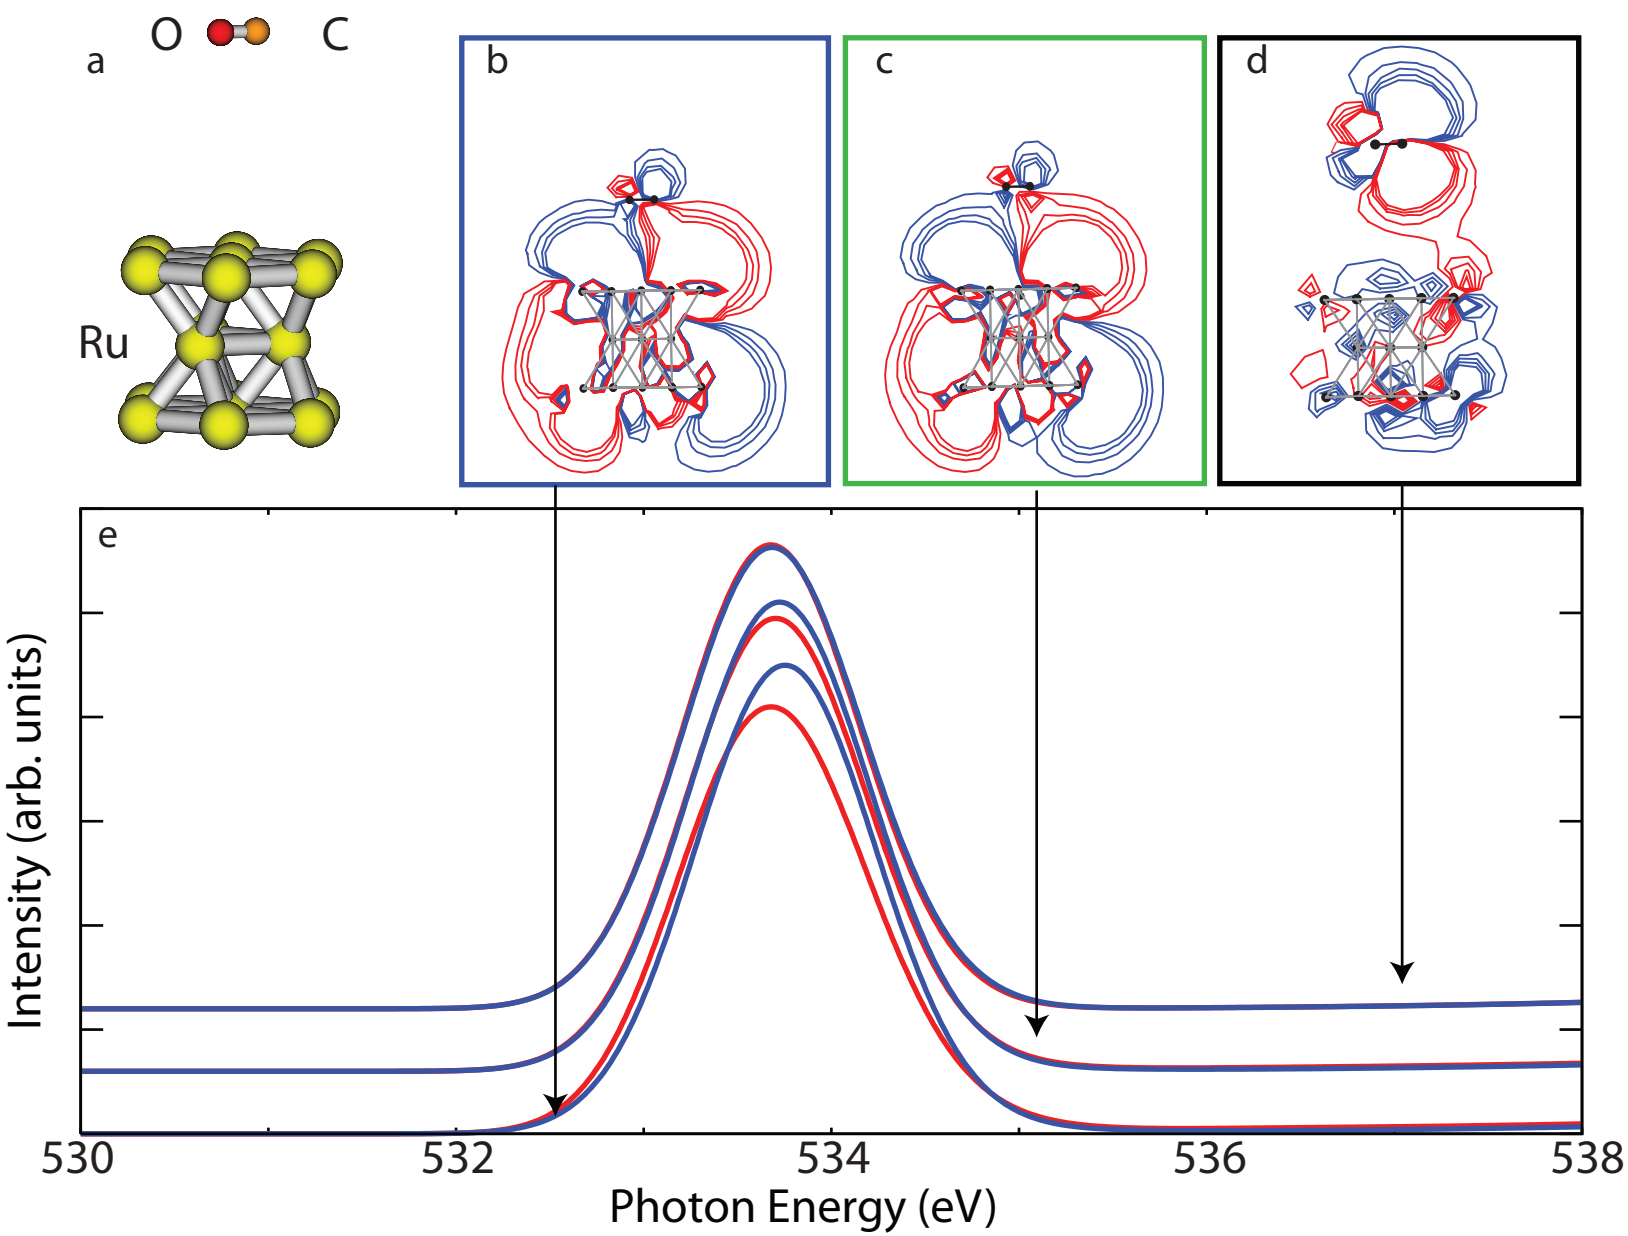 O C
a
b
c
d
Ru
e
Intensity (arb. units)
530 532 534 536 538
Photon Energy (eV)